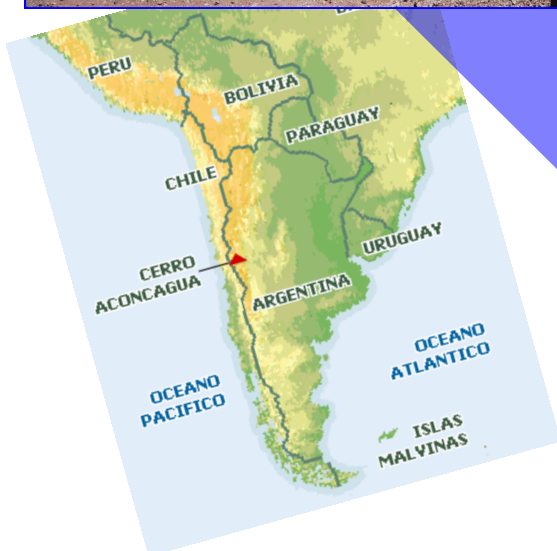 PERU
BOLIVIA
PARAGUAY
CHILE
URUGUAY
CERRO
ACONCAGUA
ARGENTINA
OCEANO
ATLANTICO
OCEANO
PACIFICO
ISLAS
MALVINAS